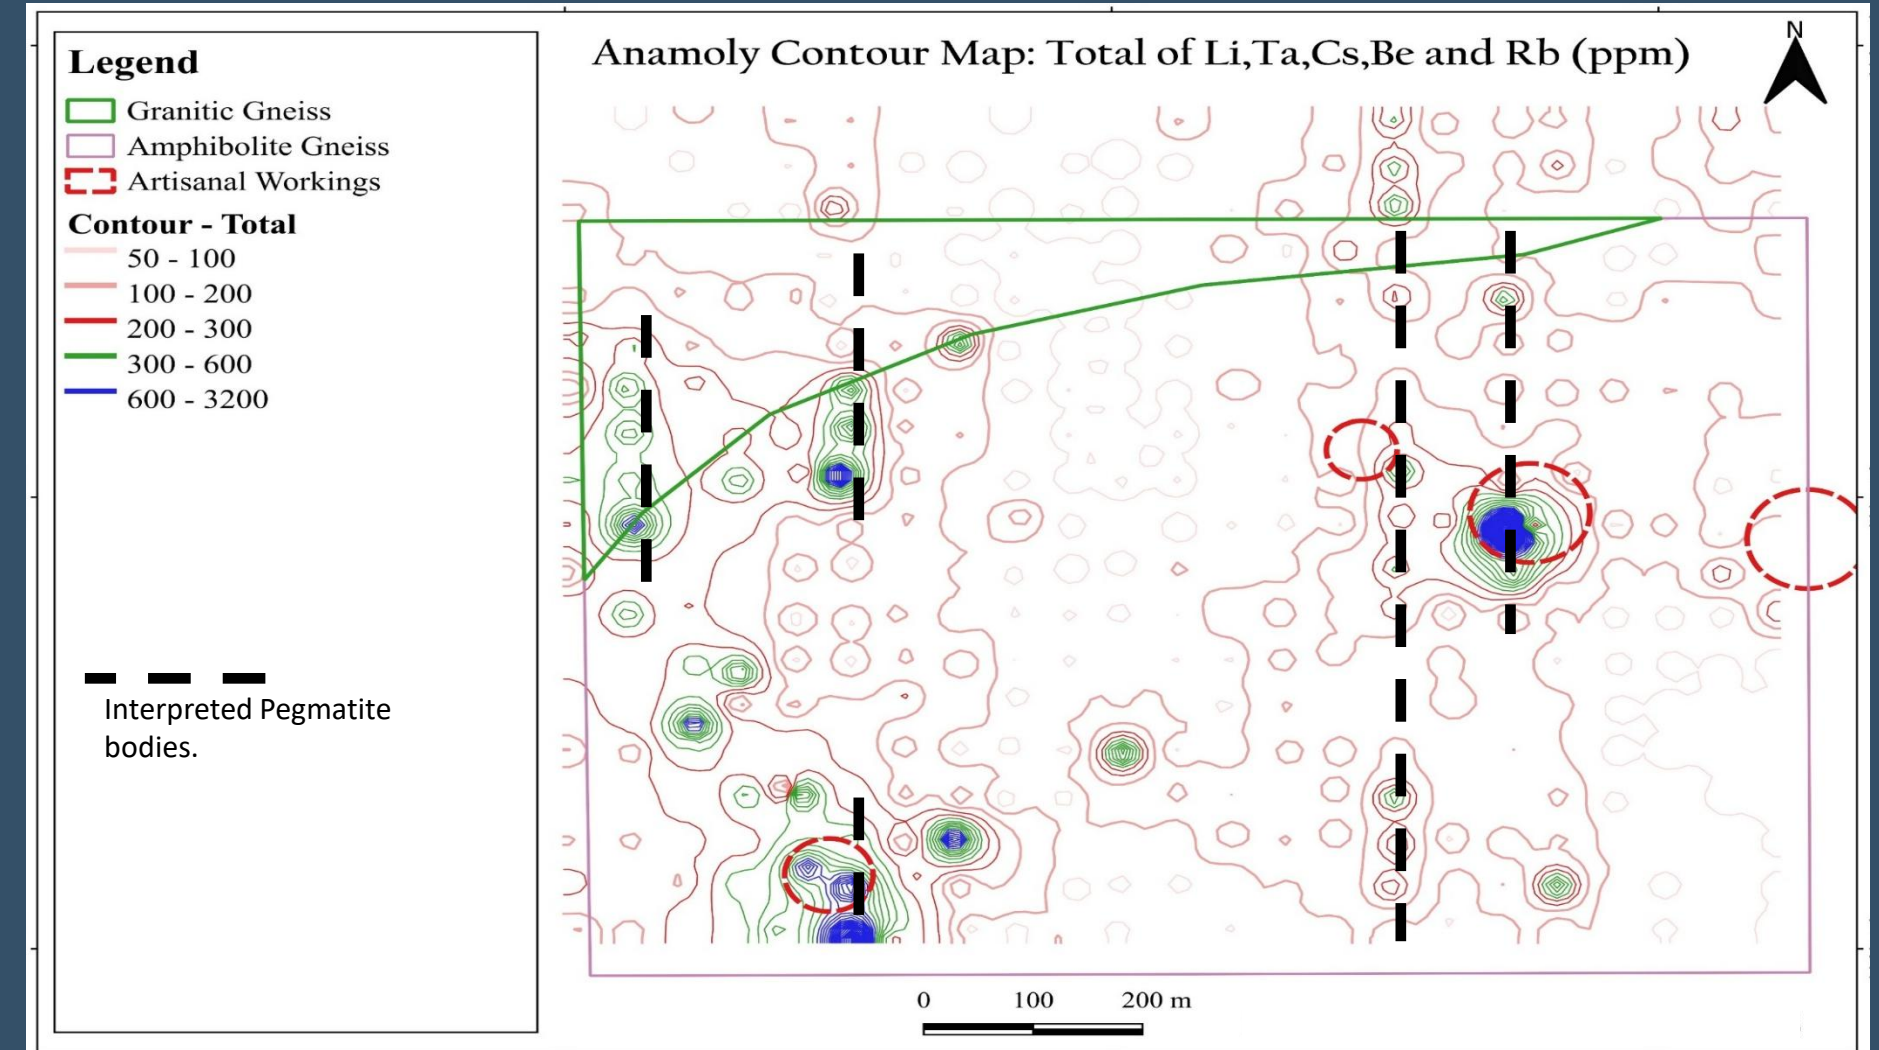 Legend
Granitic Gneiss
Amphibolite Gneiss
Artisanal Workings
Contour - Total
50 - 100
100 - 200
200 - 300
300 - 600
600 - 3200
Interpreted Pegmatite
bodies.
Anamoly Contour Map: Total of Li,Ta,Cs,Be and Rb (ppm)
N
0 100 200 m